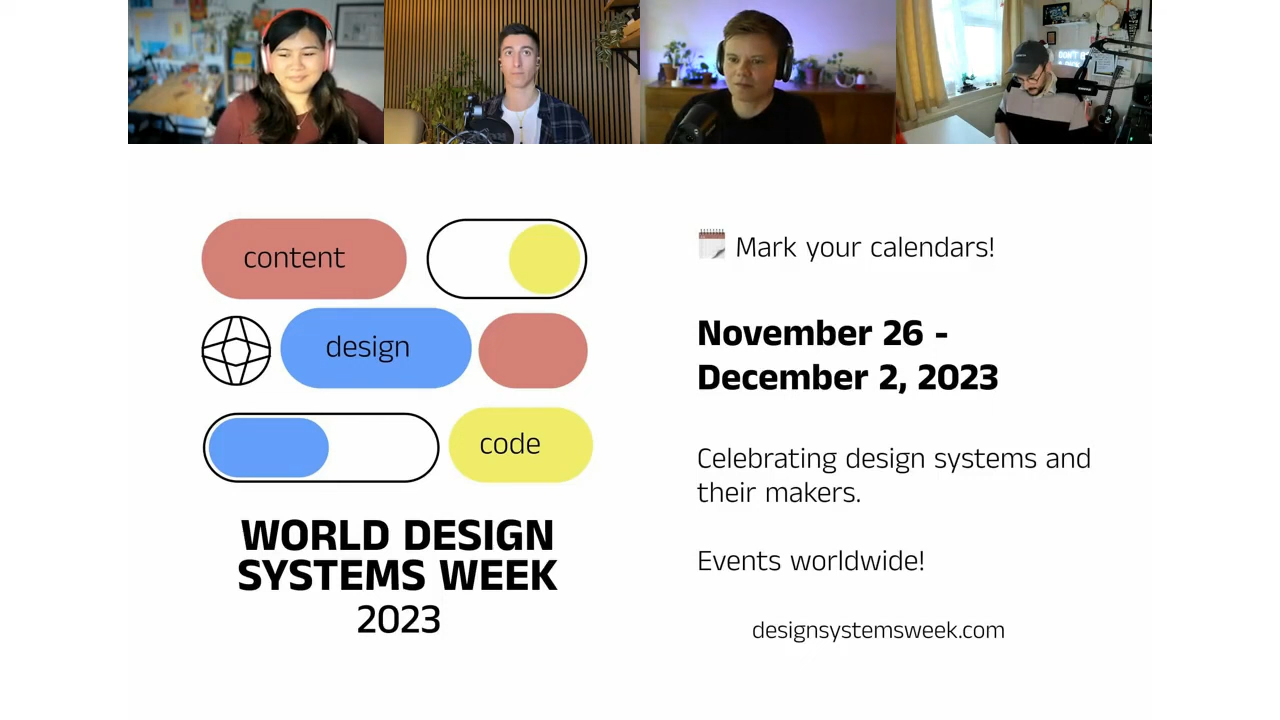 content
design
code
WORLD DESIGN
SYSTEMS WEEK
2023
Mark your calendars!
November 26 -
December 2, 2023
Celebrating design systems and
their makers.
Events worldwide!
designsystemsweek.com